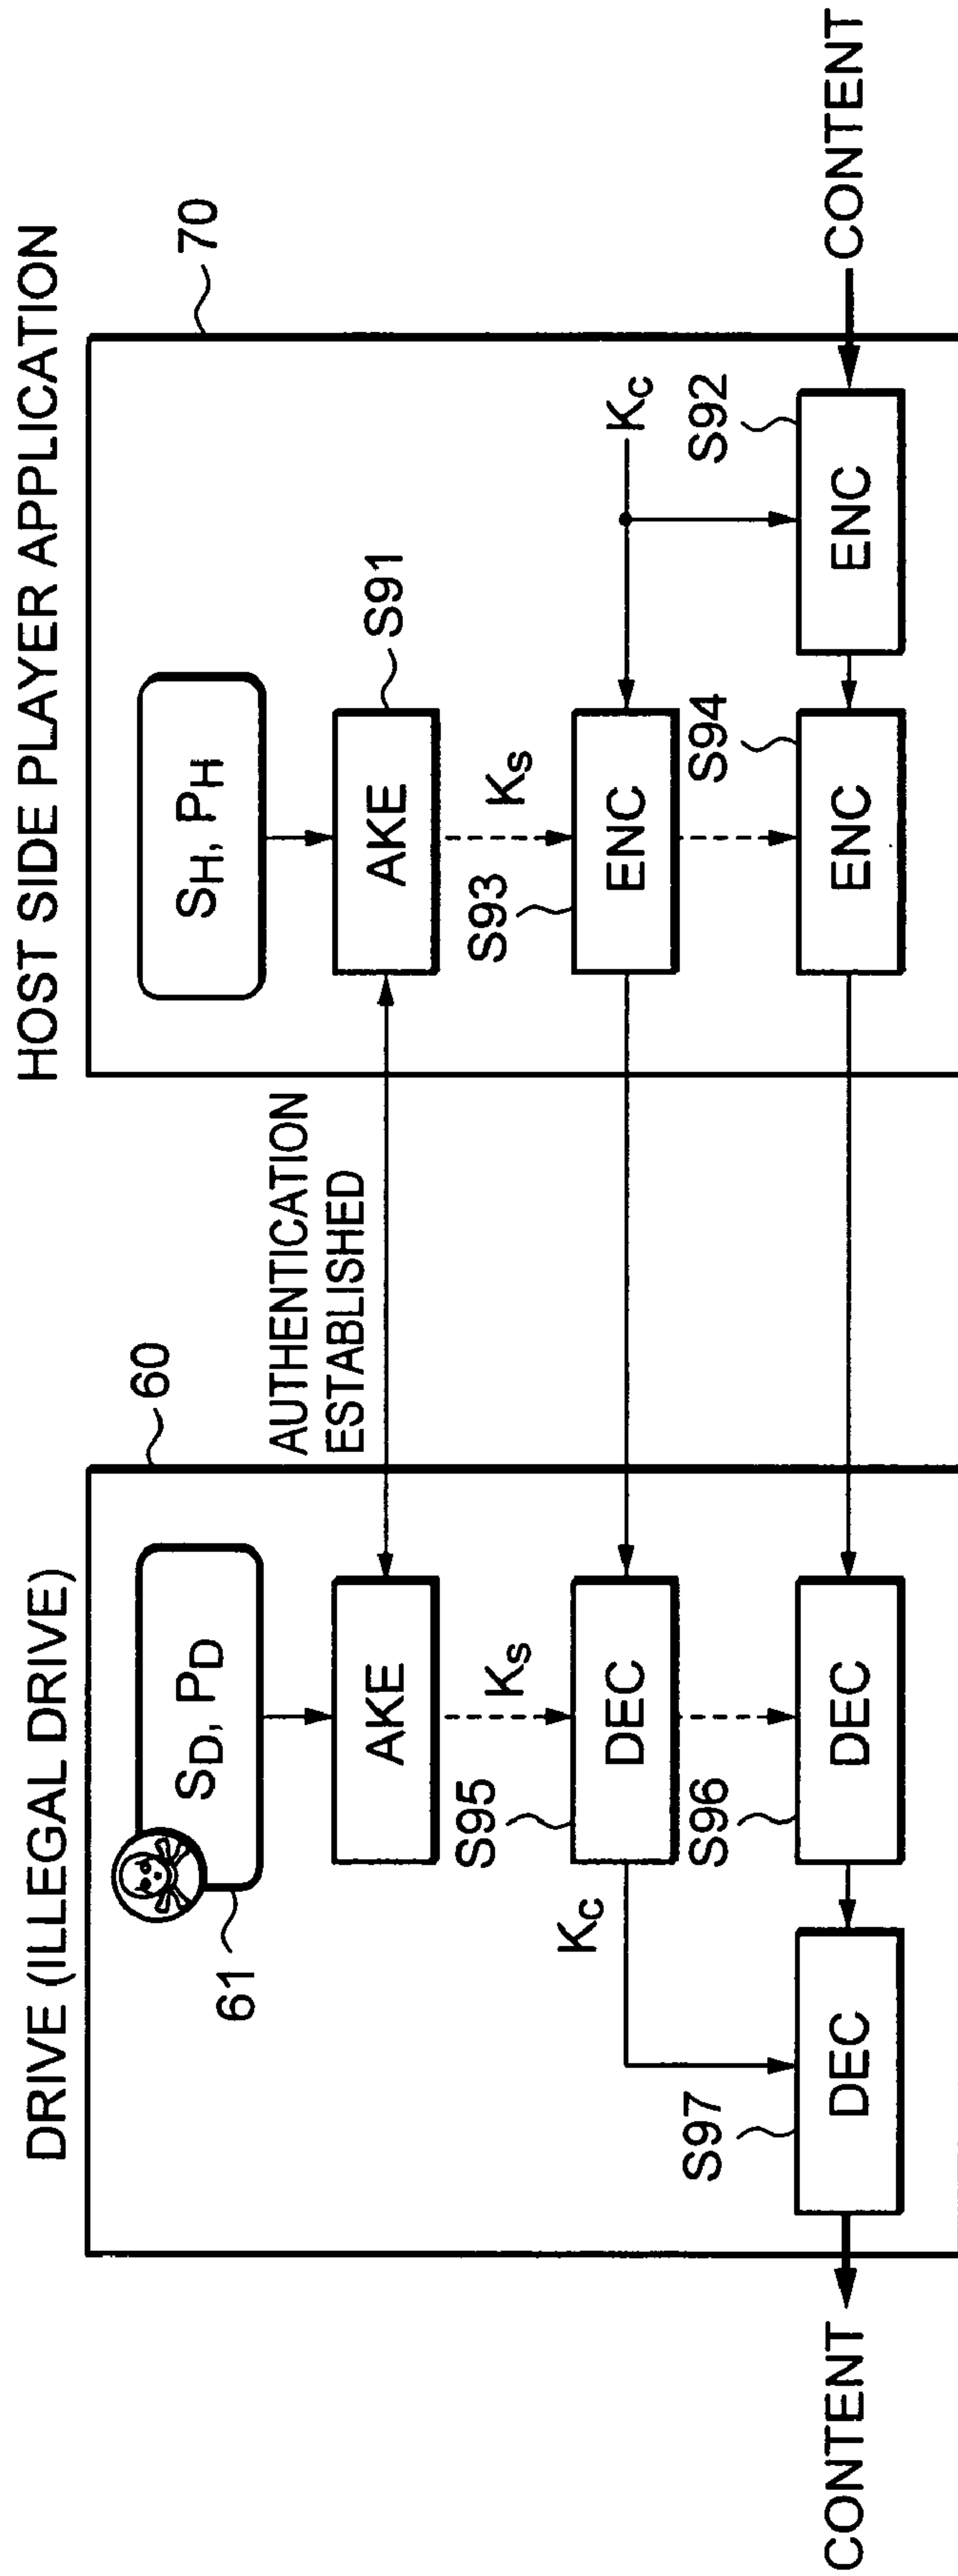 DRIVE (ILLEGAL DRIVE)
HOST SIDE PLAYER APPLICATION
60
70
61
SD, PD
SH, PH
AUTHENTICATION
ESTABLISHED
AKE
AKE
S91
Ks
Ks
S95
S93
Kc
DEC
ENC
Kc
S97
S96
S94
S92
CONTENT
DEC
DEC
ENC
ENC
CONTENT